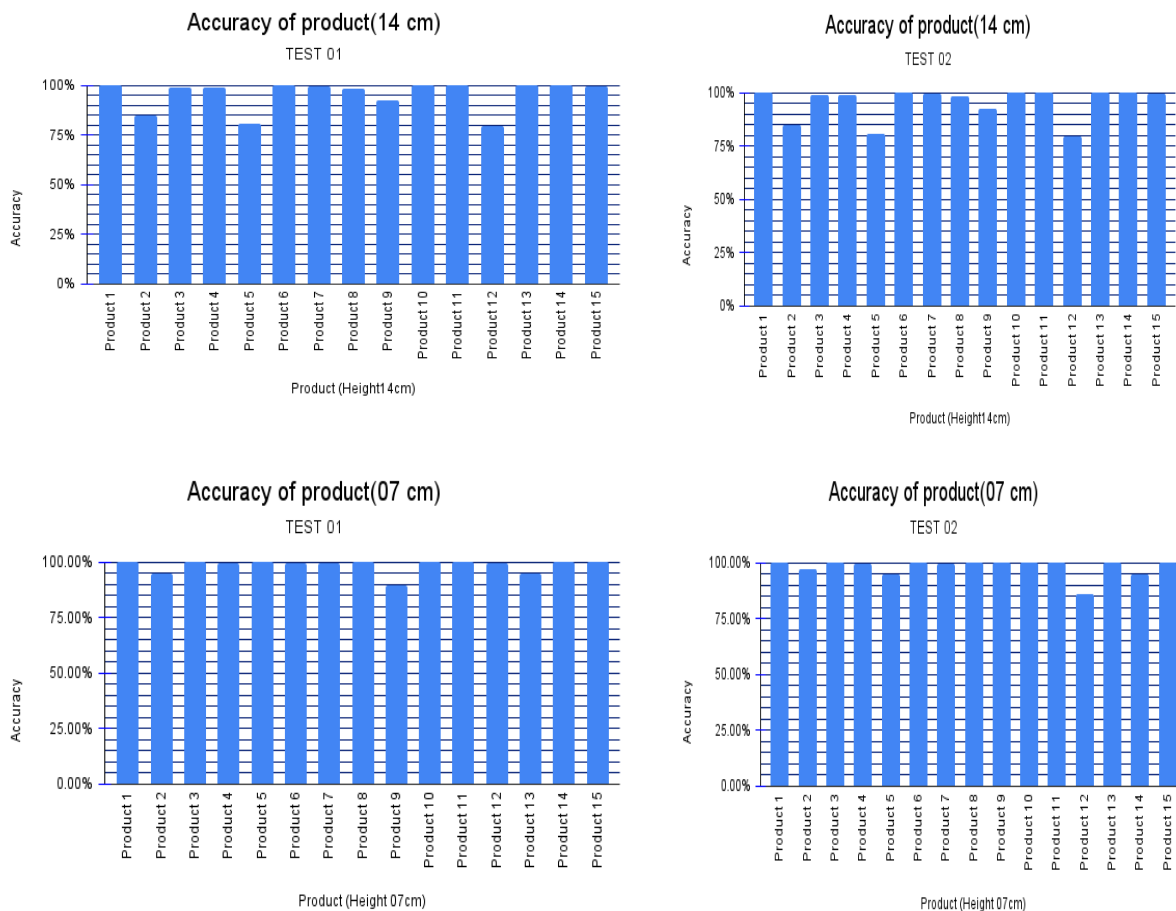 Accuracy of product(14 cm)
TEST 01
100%
75%
50%
25%
0%
Accuracy
Product 1
Product 2
Product 3
Product 4
Product 5
Product 6
Product 7
Product 8
Product 9
Product 10
Product 11
Product 12
Product 13
Product 14
Product 15
Product (Height14cm)
Accuracy of product(14 cm)
TEST 02
100%
75%
50%
25%
0%
Accuracy
Product 1
Product 2
Product 3
Product 4
Product 5
Product 6
Product 7
Product 8
Product 9
Product 10
Product 11
Product 12
Product 13
Product 14
Product 15
Product (Height14cm)
Accuracy of product(07 cm)
TEST 01
100.00%
75.00%
50.00%
25.00%
0.00%
Accuracy
Product 1
Product 2
Product 3
Product 4
Product 5
Product 6
Product 7
Product 8
Product 9
Product 10
Product 11
Product 12
Product 13
Product 14
Product 15
Product (Height 07cm)
Accuracy of product(07 cm)
TEST 02
100.00%
75.00%
50.00%
25.00%
0.00%
Accuracy
Product 1
Product 2
Product 3
Product 4
Product 5
Product 6
Product 7
Product 8
Product 9
Product 10
Product 11
Product 12
Product 13
Product 14
Product 15
Product (Height 07cm)